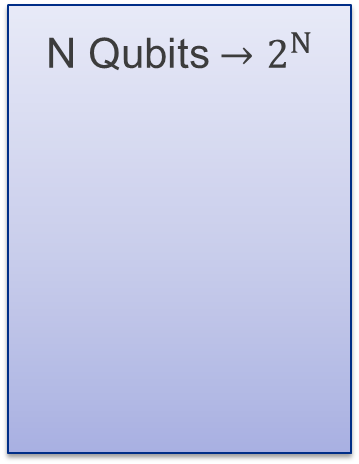 N Qubits → 2ᴺ